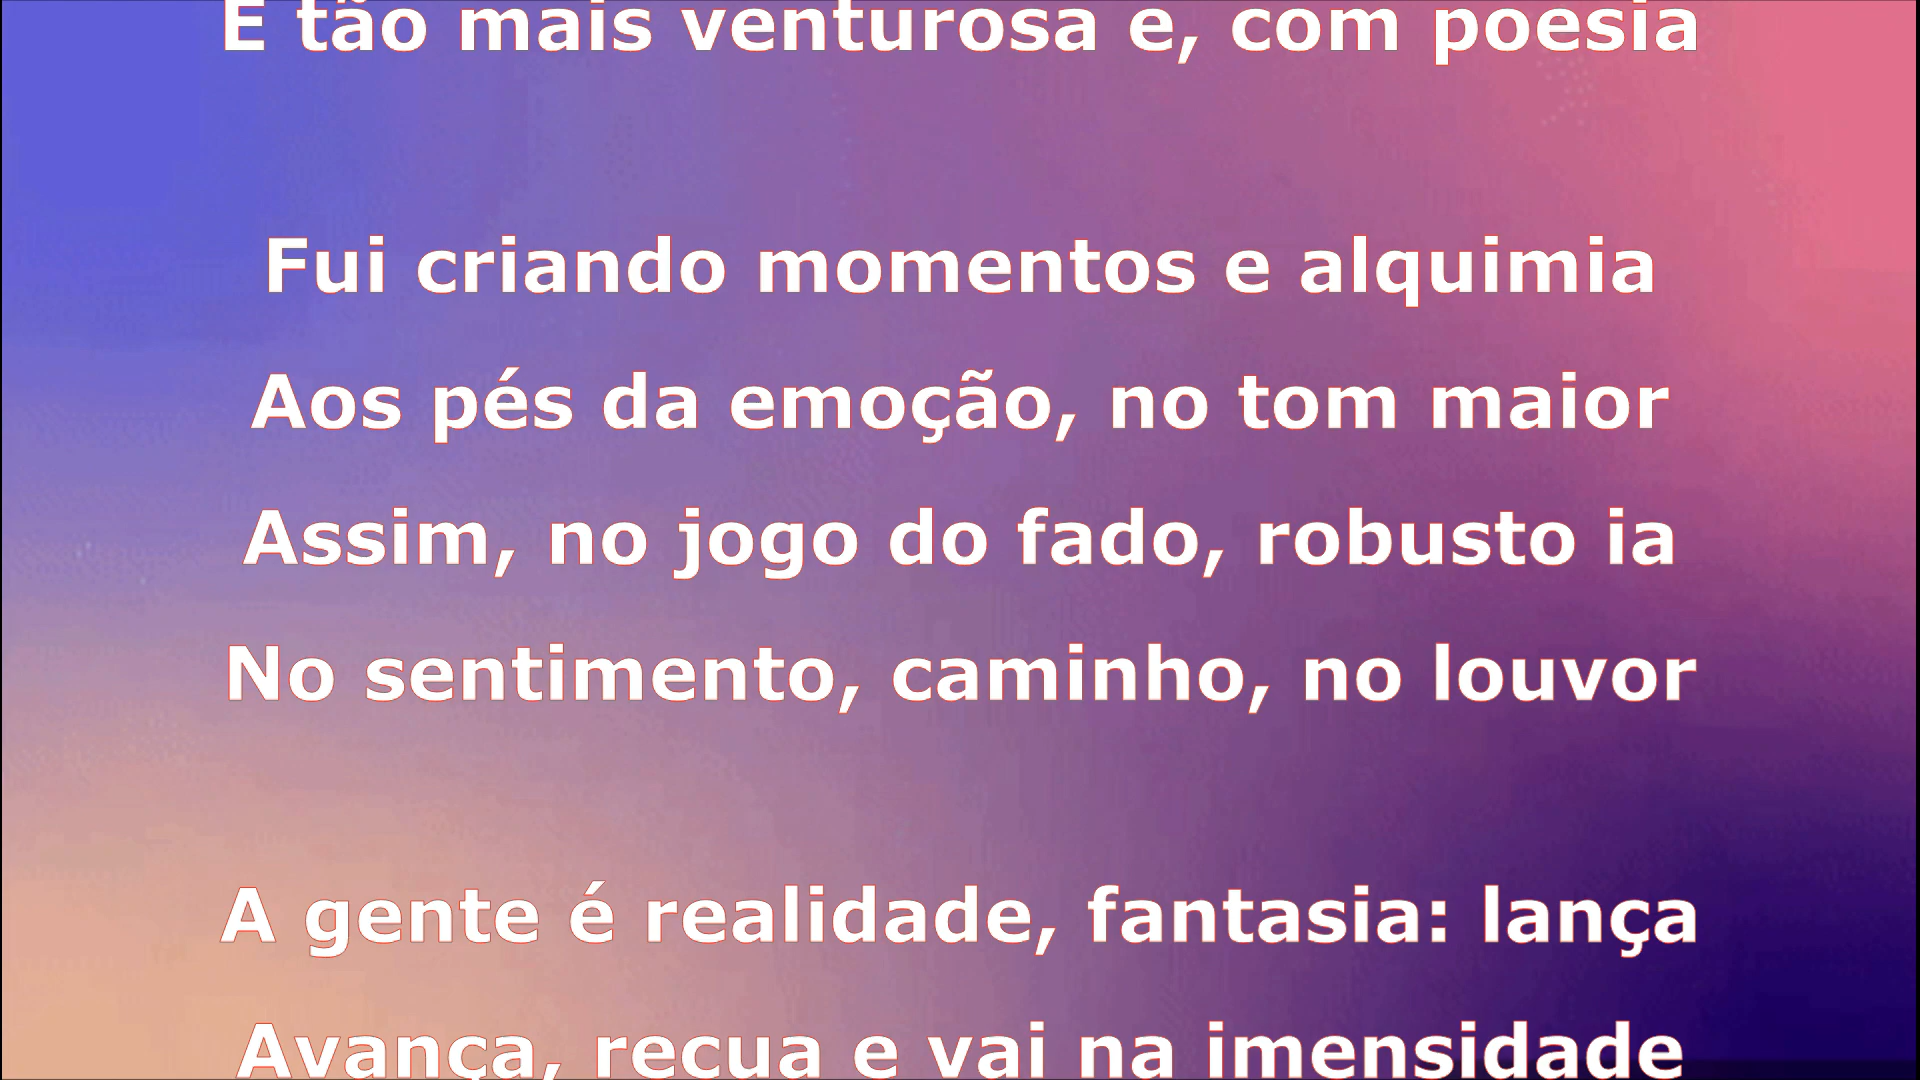 E tão mais venturosa e, com poesia
Fui criando momentos e alquimia
Aos pés da emoção, no tom maior
Assim, no jogo do fado, robusto ia
No sentimento, caminho, no louvor
A gente é realidade, fantasia: lança
Avança, recua e vai na imensidade